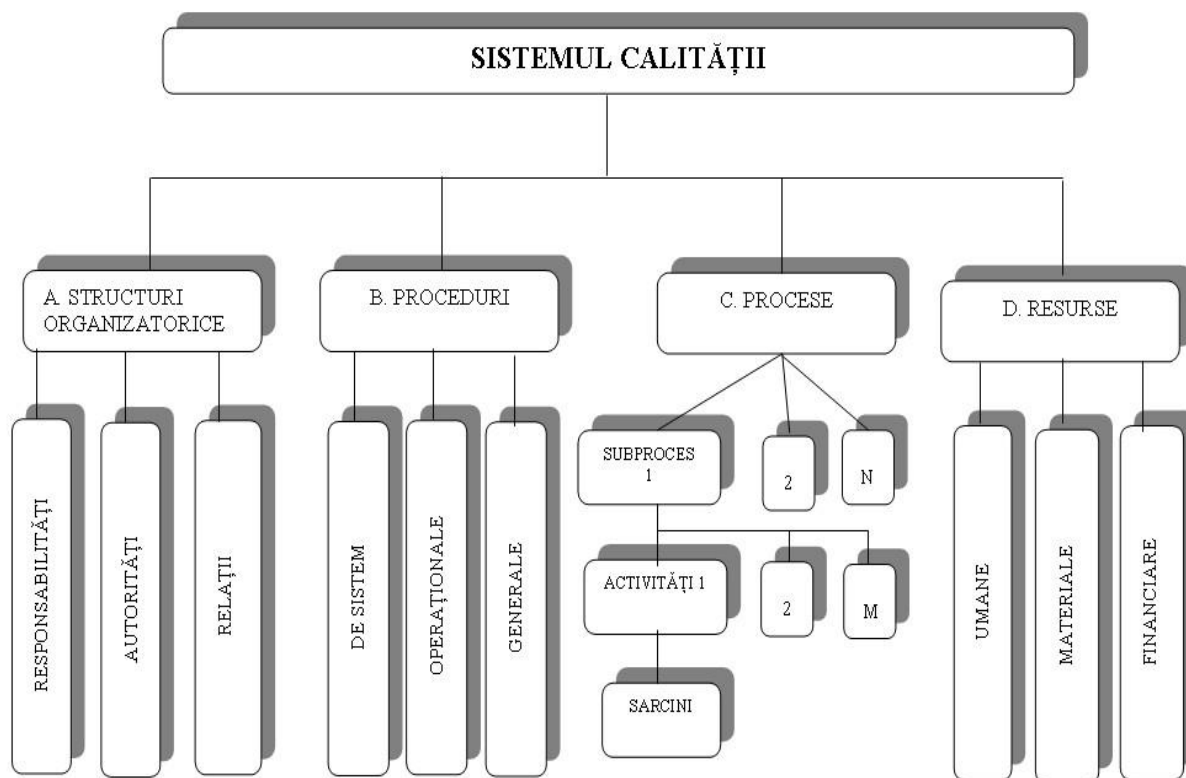 SISTEMUL CALITĂȚII
A. STRUCTURI
ORGANIZATORICE
B. PROCEDURI
C. PROCESE
D. RESURSE
RESPONSABILITĂȚI
AUTORITĂȚI
RELAȚII
DE SISTEM
OPERAȚIONALE
GENERALE
SUBPROCES
1
2
N
ACTIVITĂȚI 1
2
M
SARCINI
UMANE
MATERIALE
FINANCIARE